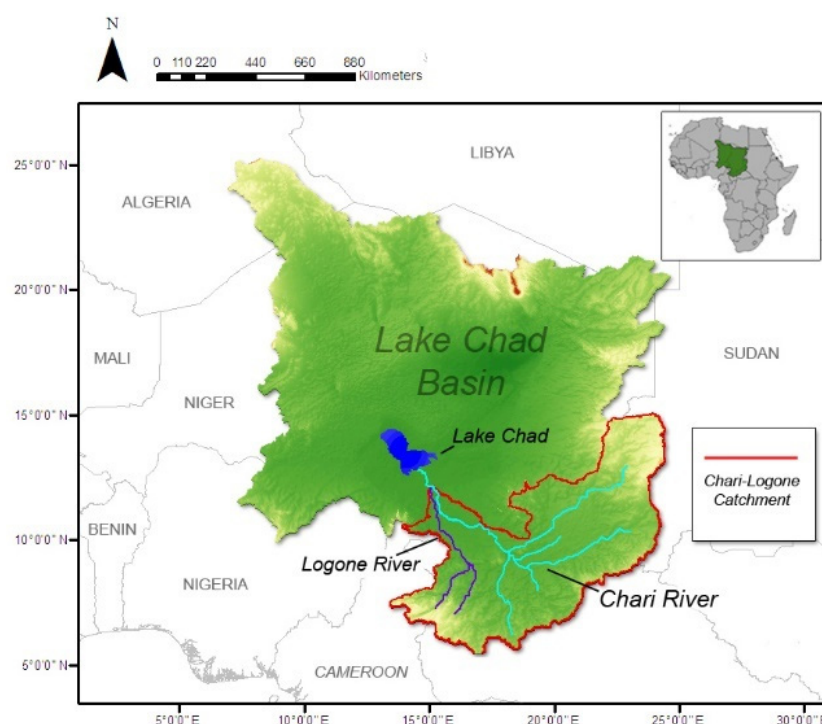 N
0 110 220 440 660 880
Kilometers
LIBYA
ALGERIA
MALI
NIGER
SUDAN
BENIN
NIGERIA
CAMEROON
Lake Chad
Basin
Lake Chad
Logone River
Chari River
Chari-Logone
Catchment
25°0'0"N
20°0'0"N
15°0'0"N
10°0'0"N
5°0'0"N
5°0'0"E
10°0'0"E
15°0'0"E
20°0'0"E
25°0'0"E